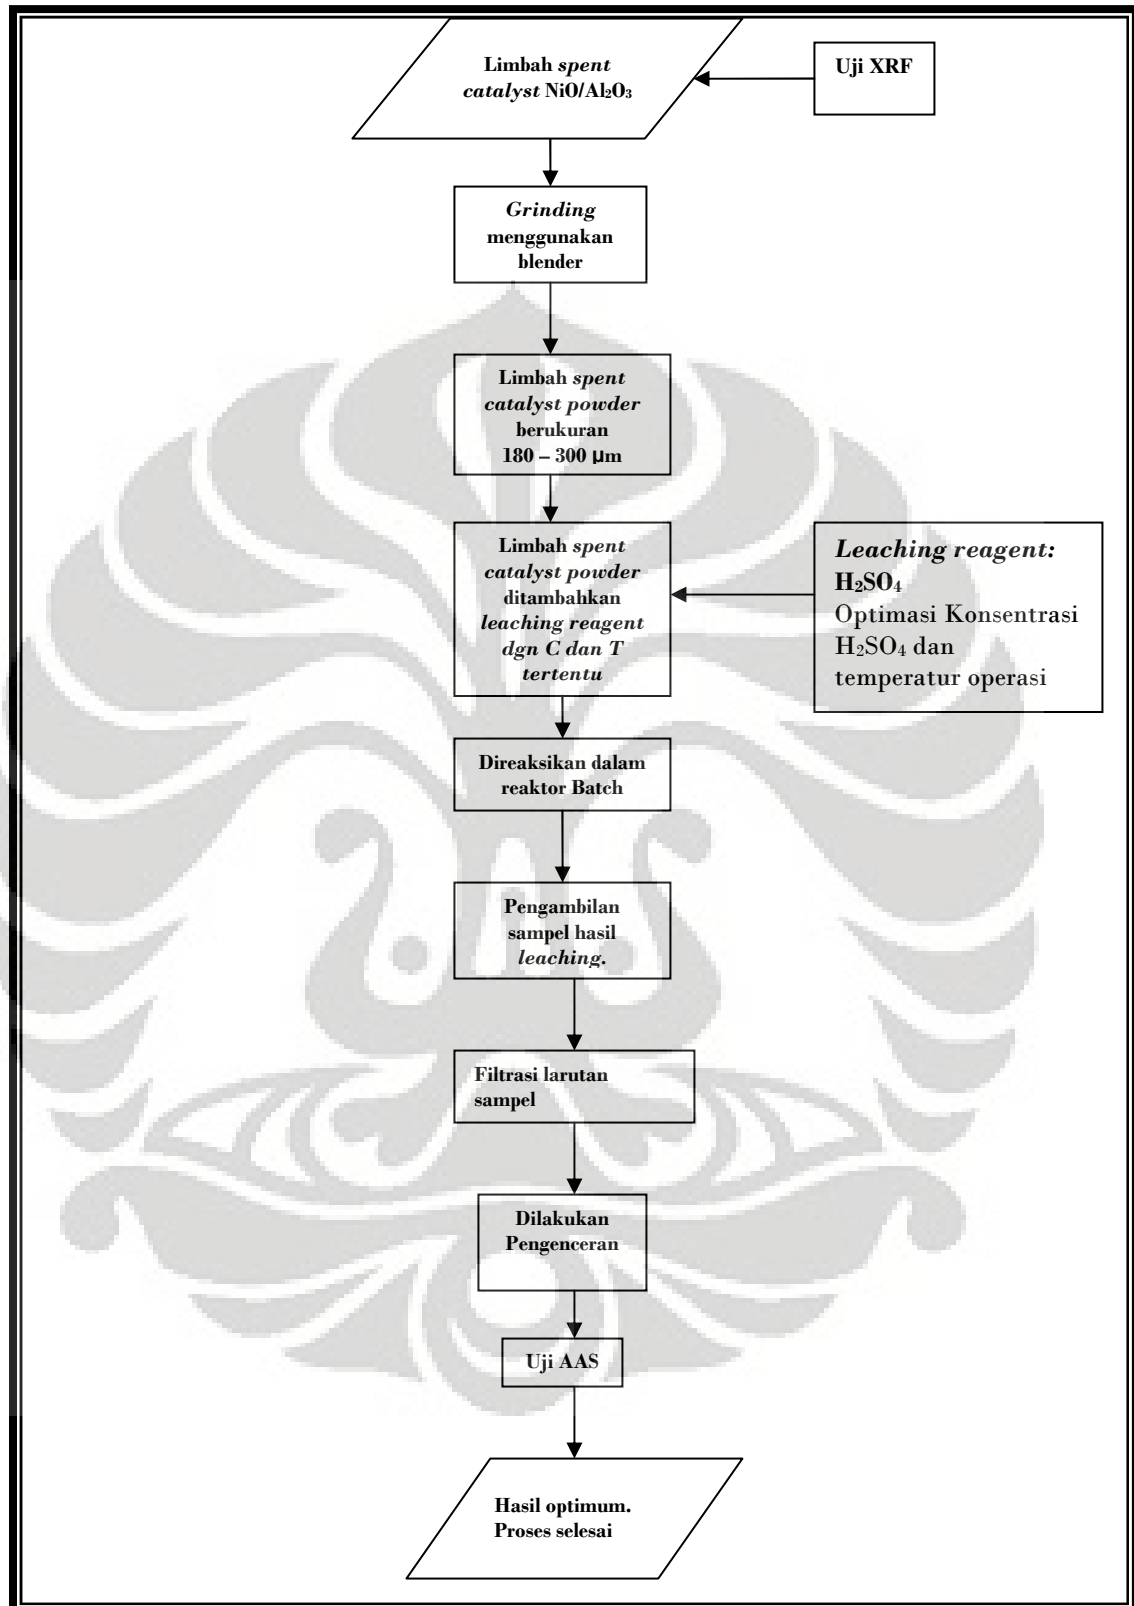 Limbah spent
catalyst NiO/Al₂O₃
Uji XRF
Grinding
menggunakan
blender
Limbah spent
catalyst powder
berukuran
180 – 300 µm
Limbah spent
catalyst powder
ditambahkan
leaching reagent
dgn C dan T
tertentu
Leaching reagent:
H₂SO₄
Optimasi Konsentrasi
H₂SO₄ dan
temperatur operasi
Direaksikan dalam
reaktor Batch
Pengambilan
sampel hasil
leaching.
Filtrasi larutan
sampel
Dilakukan
Pengenceran
Uji AAS
Hasil optimum.
Proses selesai